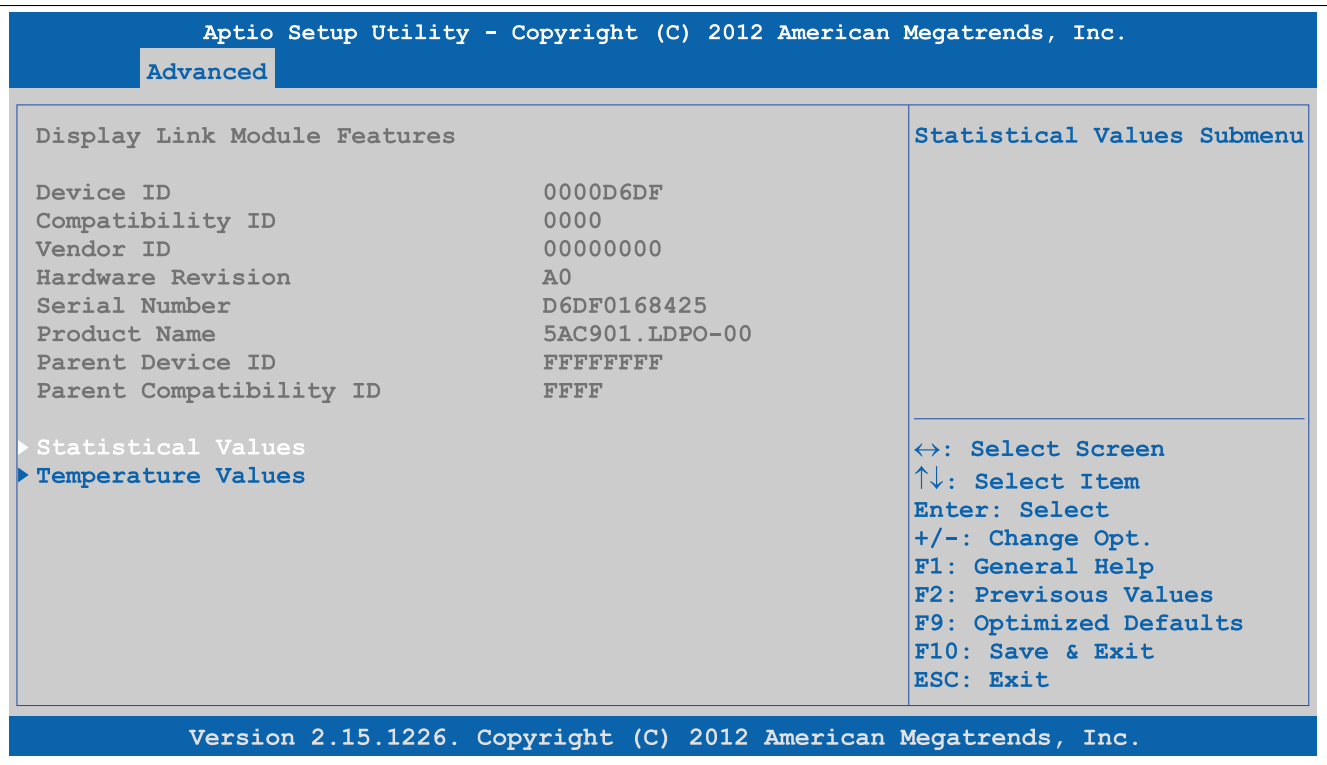 Aptio Setup Utility - Copyright (C) 2012 American Megatrends, Inc.
Advanced
Display Link Module Features
Device ID 0000D6DF
Compatibility ID 0000
Vendor ID 00000000
Hardware Revision A0
Serial Number D6DF0168425
Product Name 5AC901.LDPO-00
Parent Device ID FFFFFFFF
Parent Compatibility ID FFFF
Statistical Values
Temperature Values
Statistical Values Submenu
↔: Select Screen
↑↓: Select Item
Enter: Select
+/-: Change Opt.
F1: General Help
F2: Previsous Values
F9: Optimized Defaults
F10: Save & Exit
ESC: Exit
Version 2.15.1226. Copyright (C) 2012 American Megatrends, Inc.